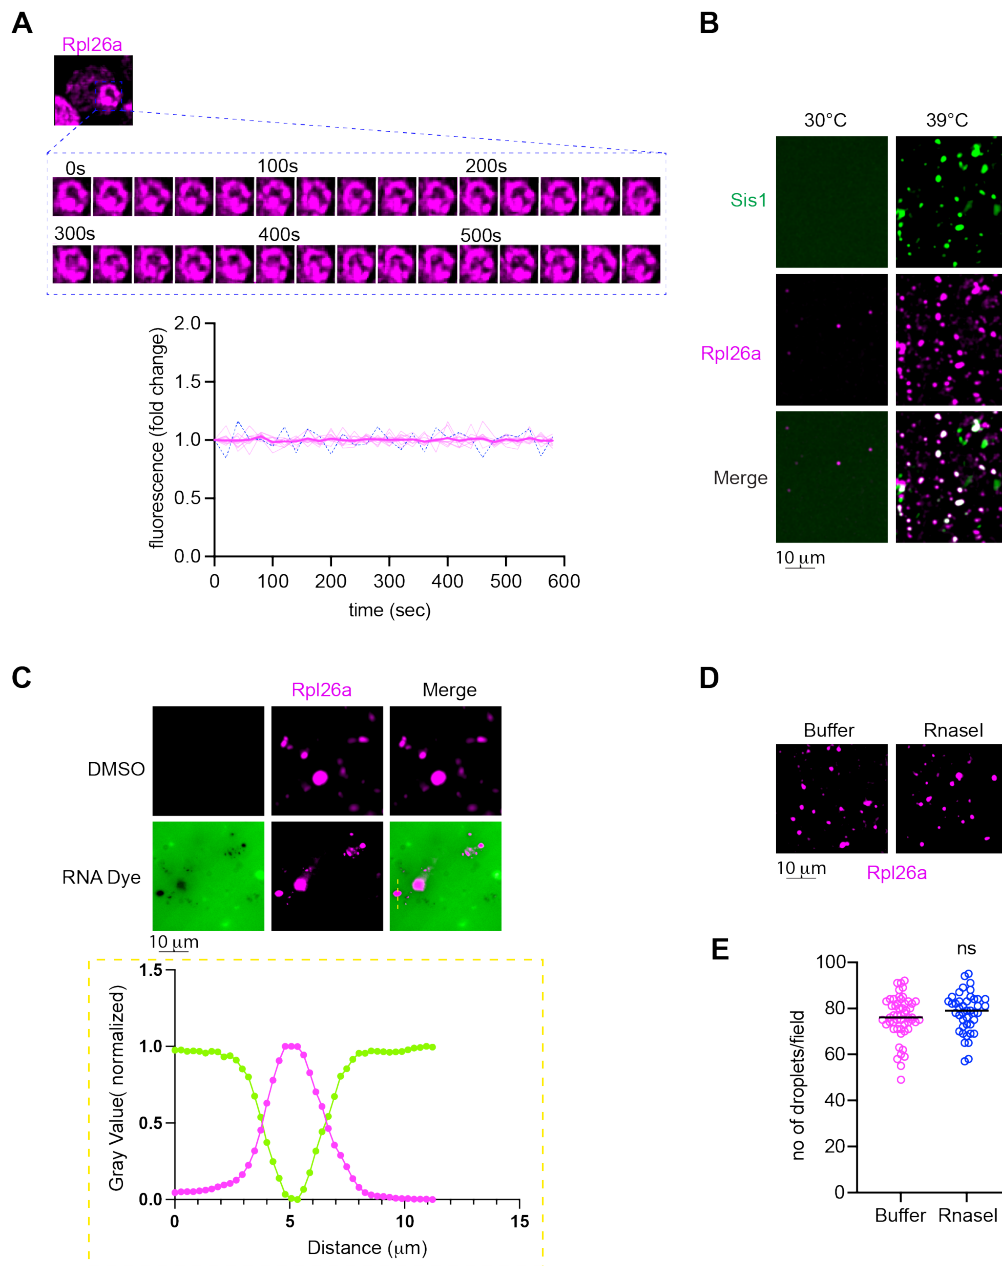 A
Rpl26a
0s 100s 200s
300s 400s 500s
fluorescence (fold change)
2.0
1.5
1.0
0.5
0.0
0 100 200 300 400 500 600
time (sec)
B
30°C 39°C
Sis1
Rpl26a
Merge
10 μm
C
Rpl26a Merge
DMSO
RNA Dye
10 μm
Gray Value( normalized)
1.5
1.0
0.5
0.0
0 5 10 15
Distance (μm)
D
Buffer RnaseI
10 μm
Rpl26a
E
ns
no of droplets/field
100
80
60
40
20
0
Buffer RnaseI